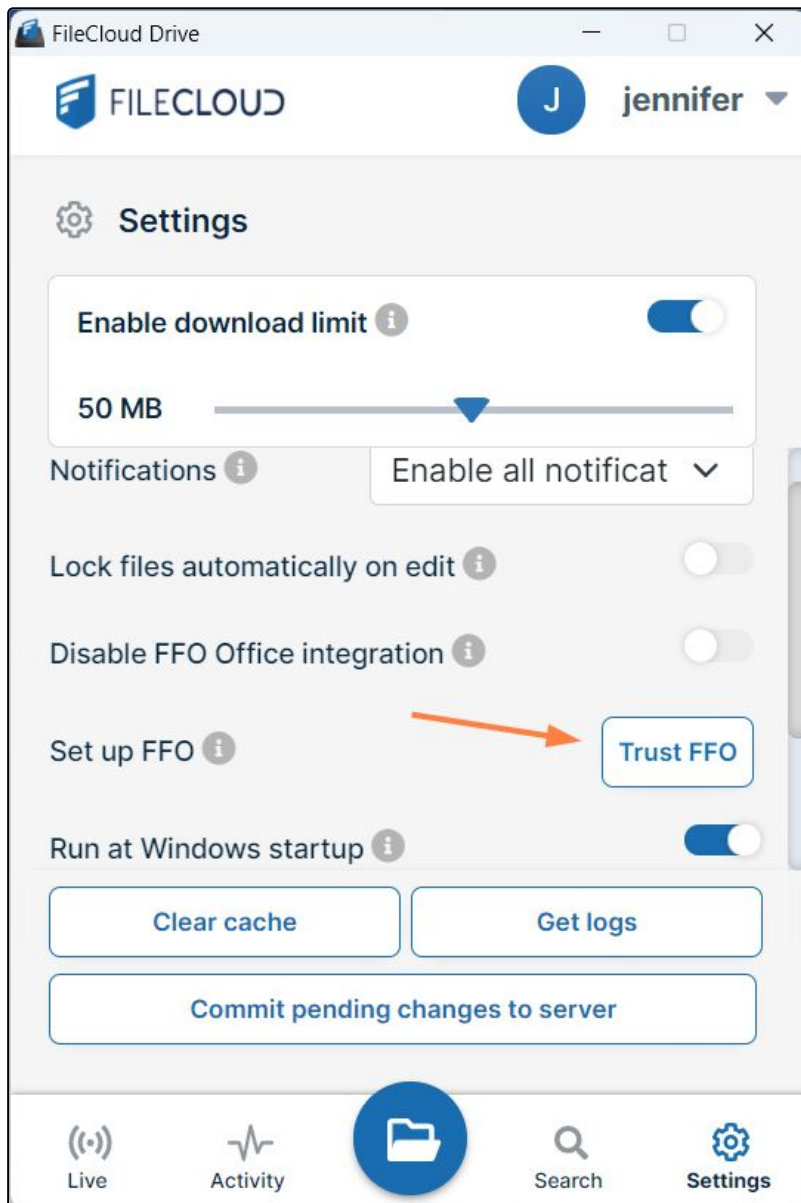 FileCloud Drive
FILECLOUD
J
jennifer
Settings
Enable download limit
50 MB
Notifications
Enable all notificat
Lock files automatically on edit
Disable FFO Office integration
Set up FFO
Trust FFO
Run at Windows startup
Clear cache
Get logs
Commit pending changes to server
Live
Activity
Search
Settings